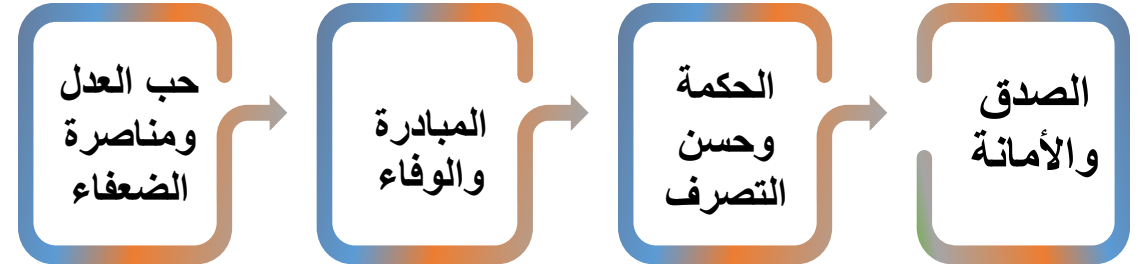 الصدق
والأمانة
الحكمة
وحسن
التصرف
المبادرة
والوفاء
حب العدل
ومناصرة
الضعفاء